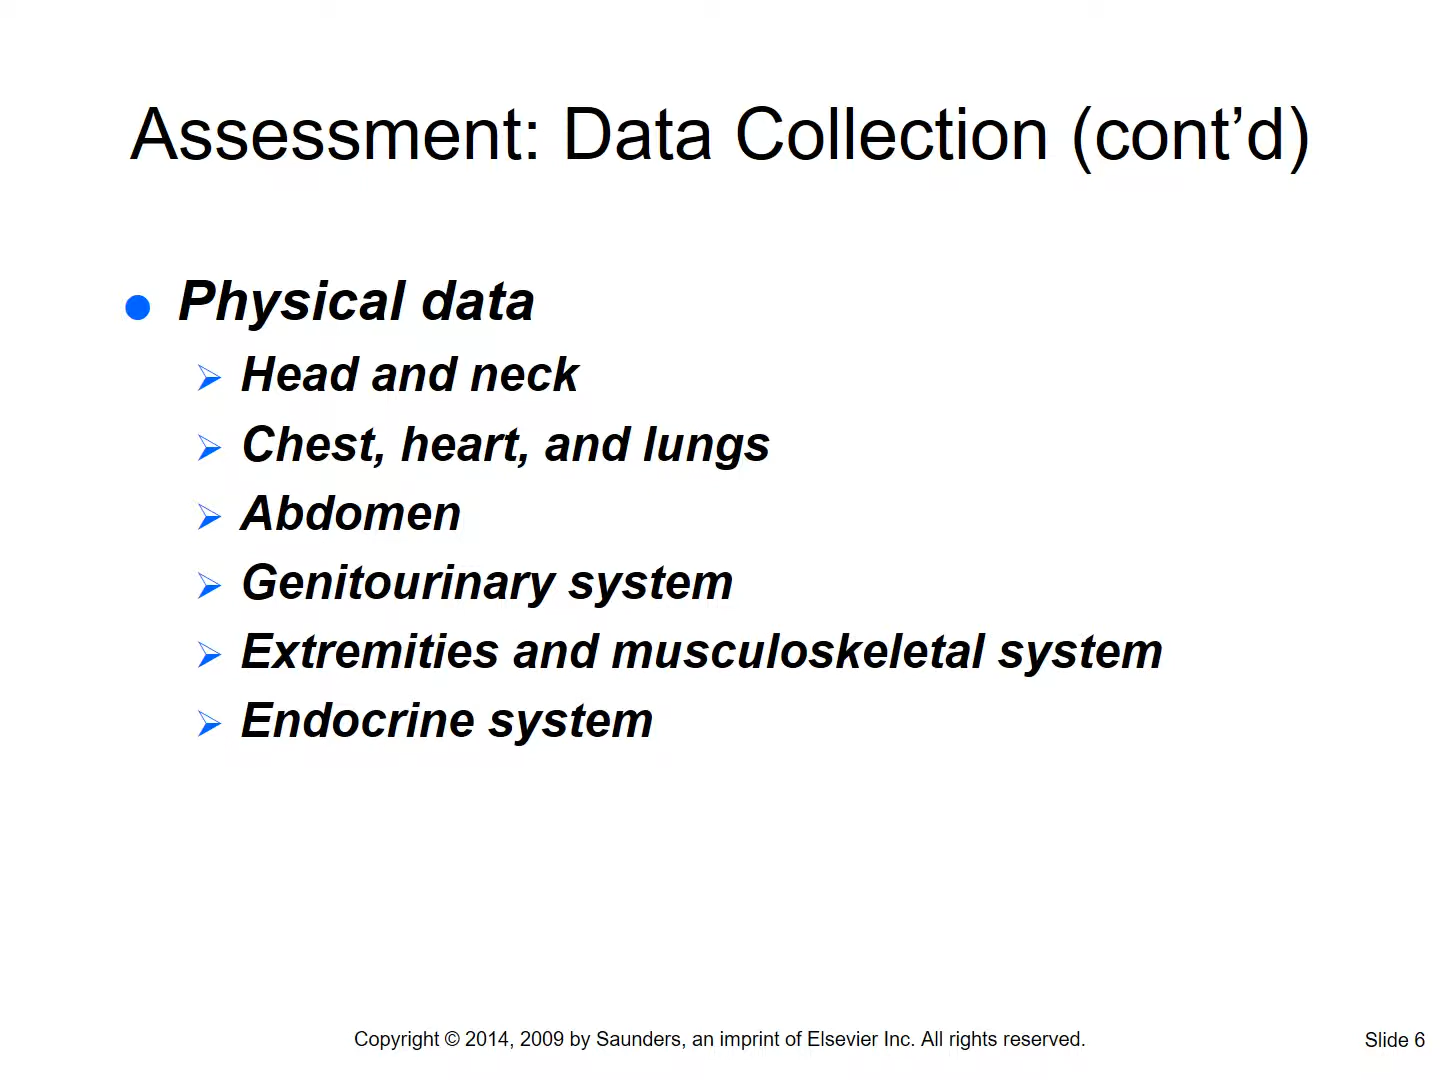 Assessment: Data Collection (cont’d)
● Physical data
➢ Head and neck
➢ Chest, heart, and lungs
➢ Abdomen
➢ Genitourinary system
➢ Extremities and musculoskeletal system
➢ Endocrine system
Copyright © 2014, 2009 by Saunders, an imprint of Elsevier Inc. All rights reserved.
Slide 6